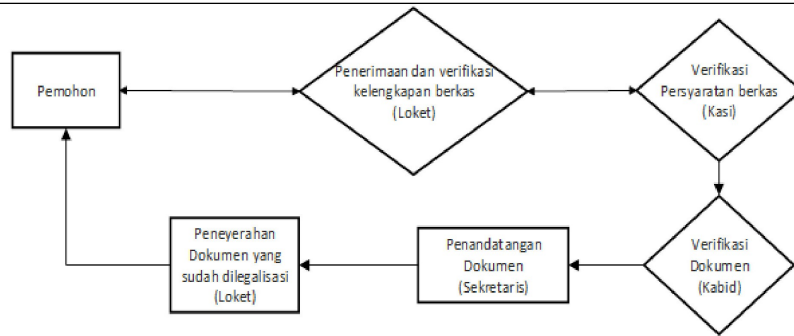 Pemohon
Penerimaan dan verifikasi
kelengkapan berkas
(Loket)
Verifikasi
Persyaratan berkas
(Kasi)
Verifikasi
Dokumen
(Kabid)
Penandatangan
Dokumen
(Sekretaris)
Peneyerahan
Dokumen yang
sudah dilegalisasi
(Loket)